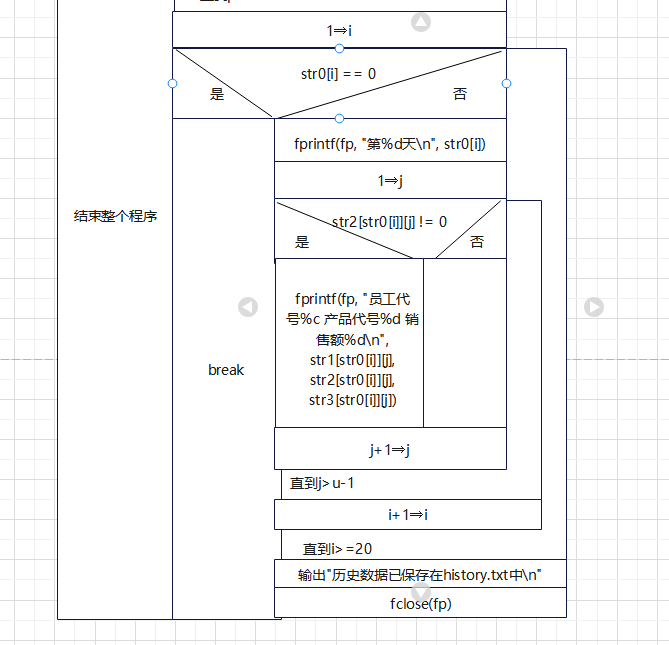 1⇒i
str0[i] == 0
是
否
fprintf(fp, "第%d天\n", str0[i])
1⇒j
结束整个程序
str2[str0[i]][j] != 0
是
否
fprintf(fp, "员工代
号%c 产品代号%d 销
售额%d\n",
str1[str0[i]][j],
str2[str0[i]][j],
str3[str0[i]][j])
break
j+1⇒j
直到j>u-1
i+1⇒i
直到i>=20
输出"历史数据已保存在history.txt中\n"
fclose(fp)